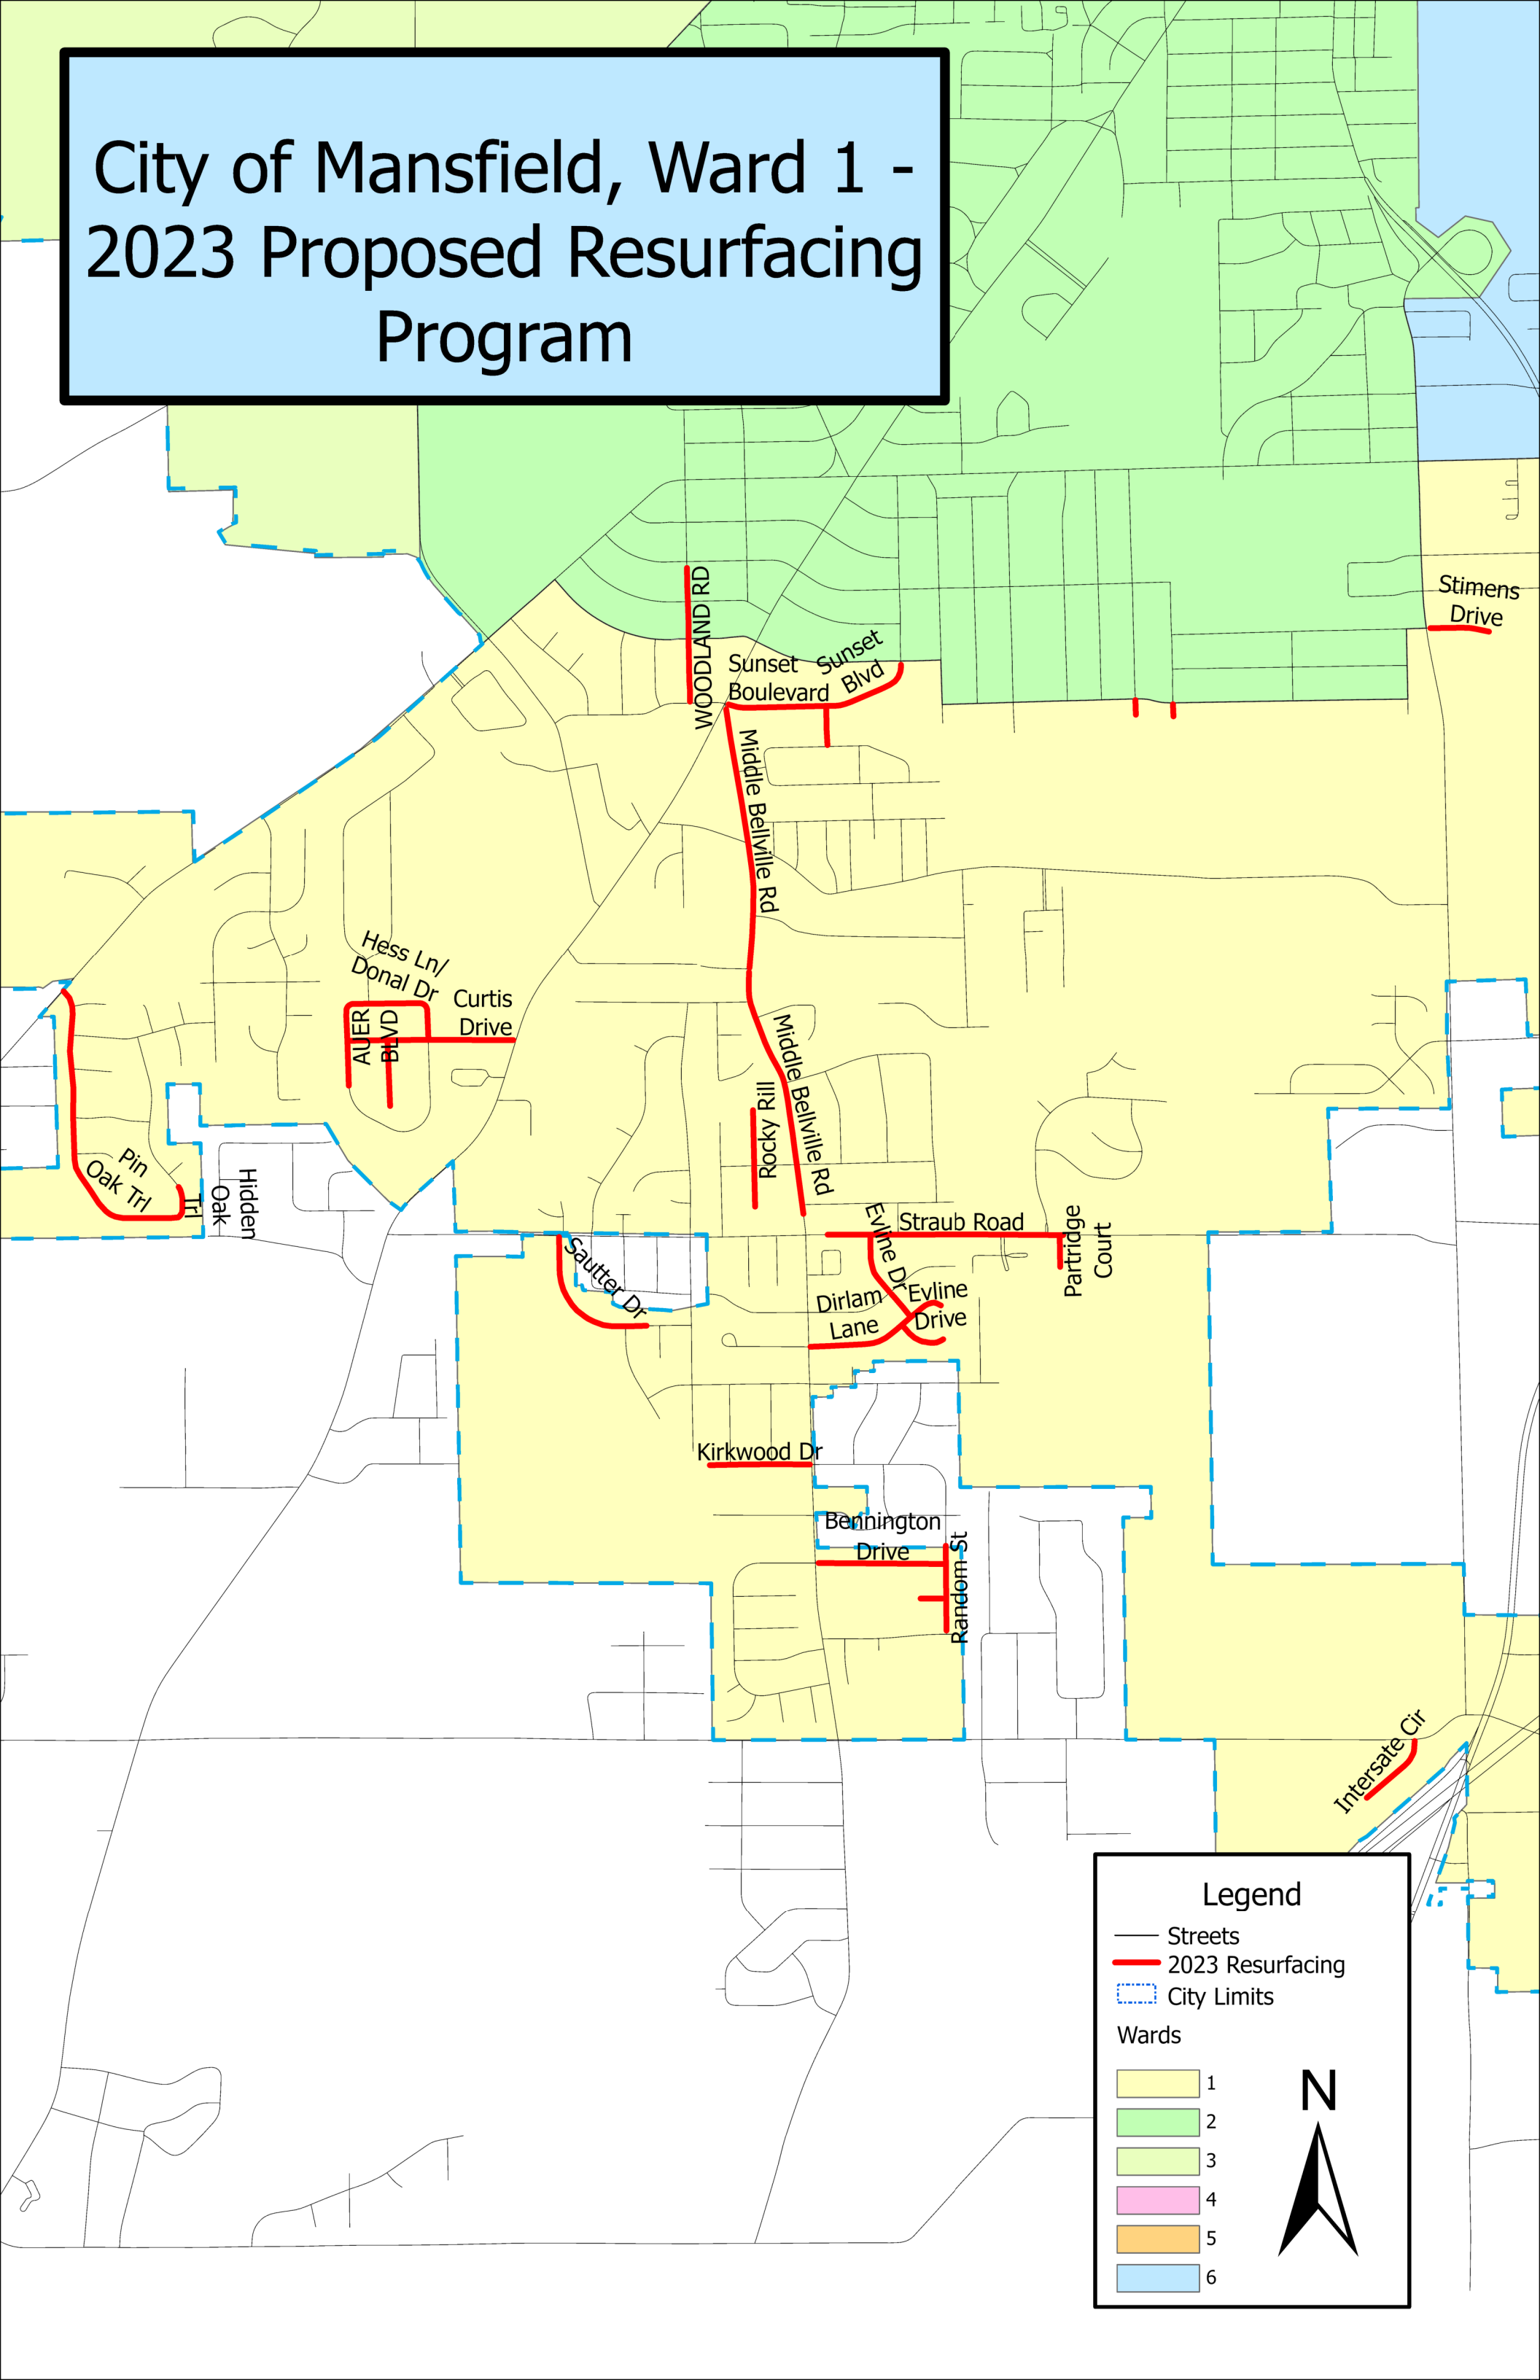 City of Mansfield, Ward 1 -
2023 Proposed Resurfacing
Program
Stimens
Drive
WOODLAND RD
Sunset
Boulevard
Sunset
Blvd
Middle Bellville Rd
Hess Ln/
Donal Dr
Curtis
Drive
AUER
BLVD
Middle Bellville Rd
Rocky Rill
Pin
Oak Trl
Hidden
Oak
Trl
Straub Road
Evline Dr
Partridge
Court
Sautter Dr
Dirlam
Lane
Evline
Drive
Kirkwood Dr
Bennington
Drive
Random St
Intersate Cir
Legend
Streets
2023 Resurfacing
City Limits
Wards
1
2
3
4
5
6
N